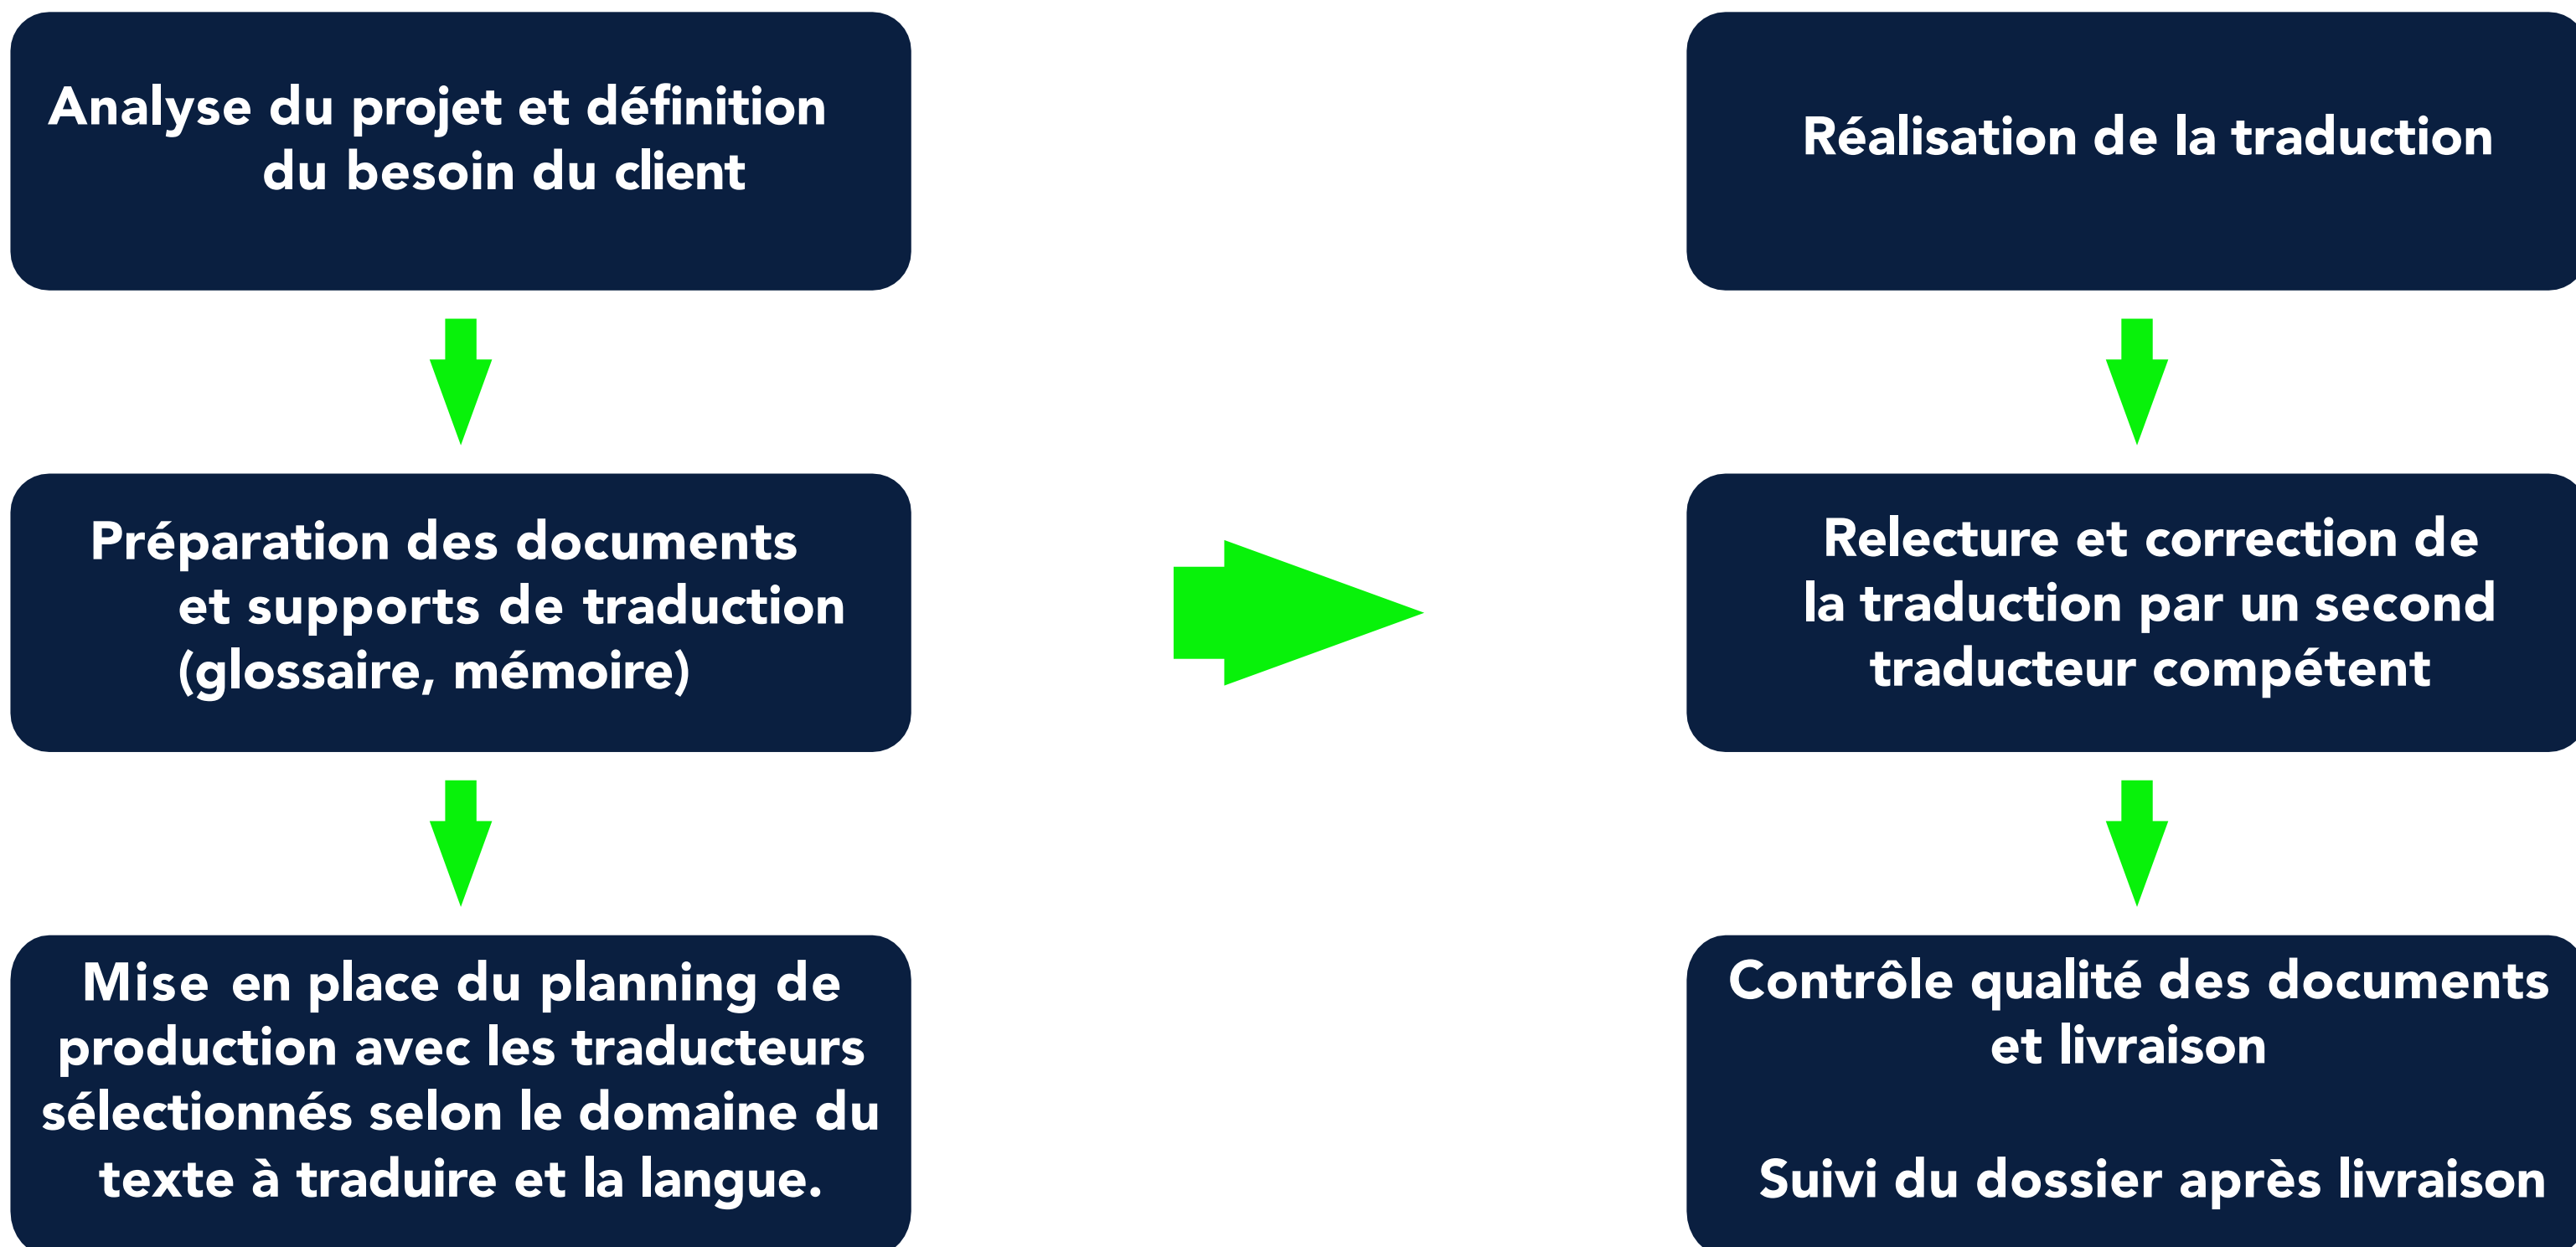 Analyse du projet et définition
du besoin du client
Préparation des documents
et supports de traduction
(glossaire, mémoire)
Mise en place du planning de
production avec les traducteurs
sélectionnés selon le domaine du
texte à traduire et la langue.
Réalisation de la traduction
Relecture et correction de
la traduction par un second
traducteur compétent
Contrôle qualité des documents
et livraison
Suivi du dossier après livraison